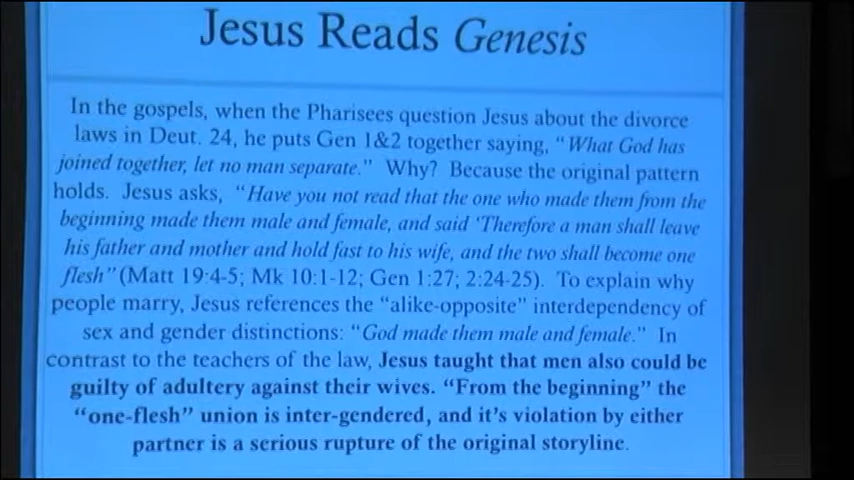 Jesus Reads Genesis
In the gospels, when the Pharisees question Jesus about the divorce
laws in Deut. 24, he puts Gen 1&2 together saying, "What God has
joined together, let no man separate." Why? Because the original pattern
holds. Jesus asks, "Have you not read that the one who made them from the
beginning made them male and female, and said 'Therefore a man shall leave
his father and mother and hold fast to his wife, and the two shall become one
flesh" (Matt 19:4-5; Mk 10:1-12; Gen 1:27; 2:24-25). To explain why
people marry, Jesus references the "alike-opposite" interdependency of
sex and gender distinctions: "God made them male and female." In
contrast to the teachers of the law, Jesus taught that men also could be
guilty of adultery against their wives. "From the beginning" the
"one-flesh" union is inter-gendered, and it's violation by either
partner is a serious rupture of the original storyline.